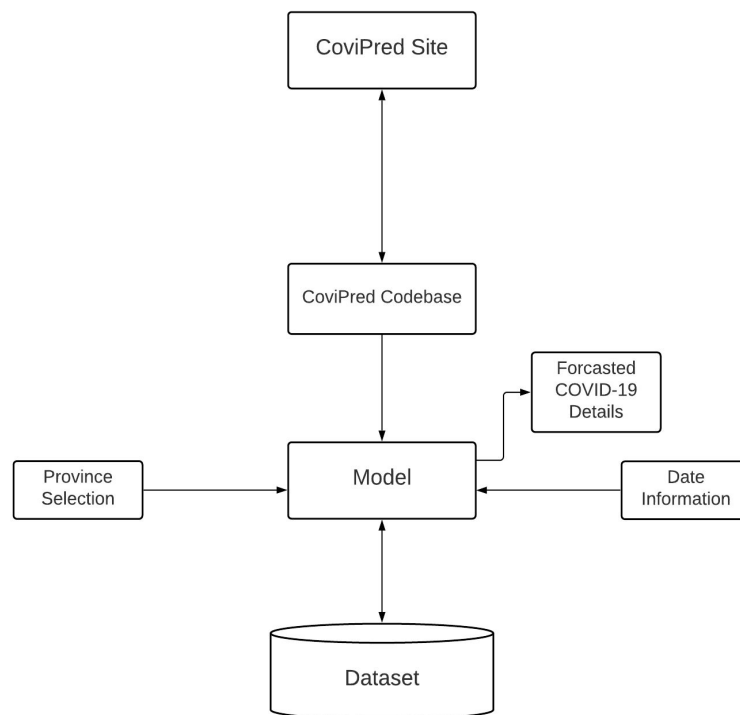 CoviPred Site
CoviPred Codebase
Forcasted
COVID-19
Details
Province
Selection
Model
Date
Information
Dataset